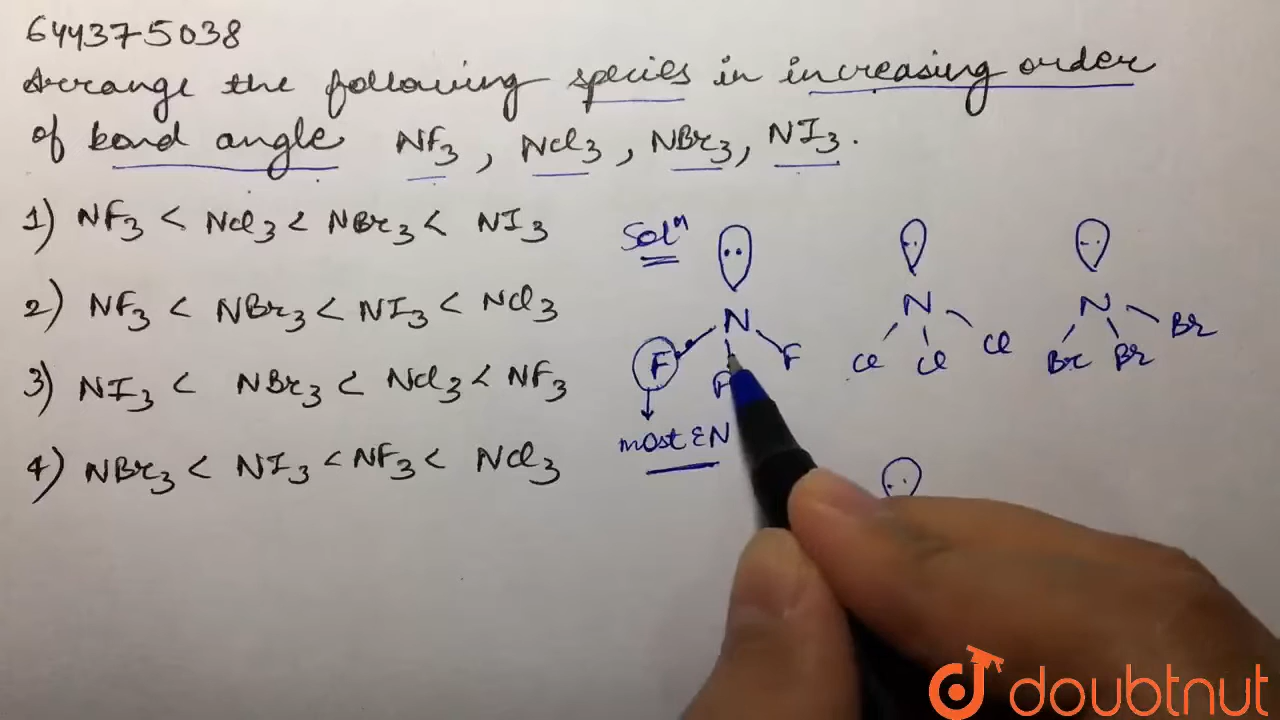 644375038
Arrange the following species in increasing order
of bond angle NF3, NCl3, NBr3, NI3.
1) NF3 < NCl3 < NBr3 < NI3
2) NF3 < NBr3 < NI3 < NCl3
3) NI3 < NBr3 < NCl3 < NF3
4) NBr3 < NI3 < NF3 < NCl3
Solⁿ
N N N
F F F Cl Cl Cl Br Br Br
most EN
doubtnut